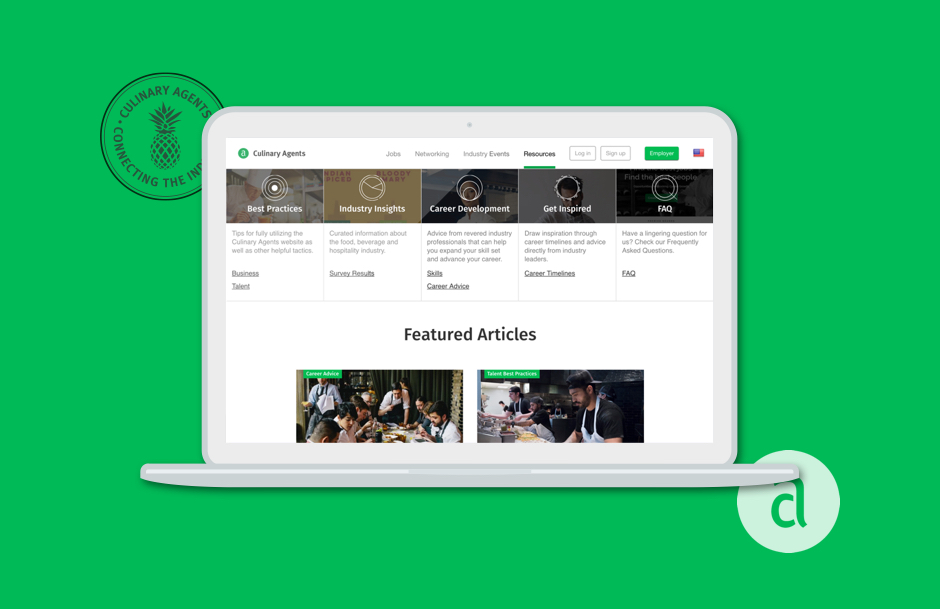 CULINARY AGENTS
CONNECTING THE
Culinary Agents
Jobs
Networking
Industry Events
Resources
Log in
Sign up
Employer
Best Practices
Industry Insights
Career Development
Get Inspired
Find the best people
FAQ
Tips for fully utilizing the
Culinary Agents website as
well as other helpful tactics.
Business
Talent
Curated information about
the food, beverage and
hospitality industry.
Survey Results
Advice from revered industry
professionals that can help
you expand your skill set
and advance your career.
Skills
Career Advice
Draw inspiration through
career timelines and advice
directly from industry
leaders.
Career Timelines
Have a lingering question for
us? Check our Frequently
Asked Questions.
FAQ
Featured Articles
Career Advice
Talent Best Practices